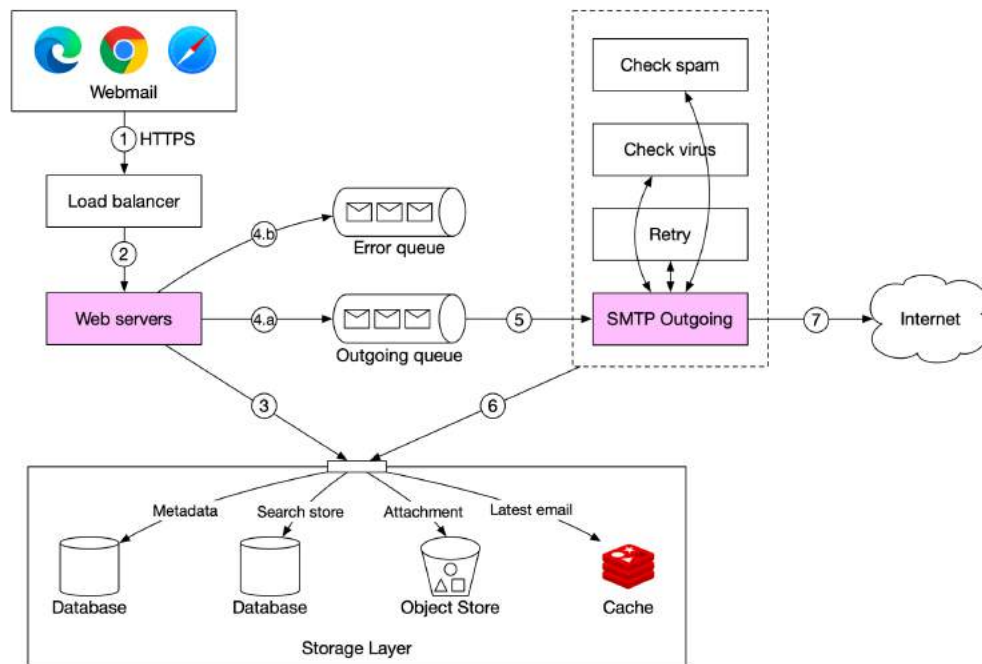 Webmail
1 HTTPS
Load balancer
2
Web servers
4.b
Error queue
4.a
Outgoing queue
5
Check spam
Check virus
Retry
SMTP Outgoing
7
Internet
3
6
Metadata
Search store
Attachment
Latest email
Database
Database
Object Store
Cache
Storage Layer